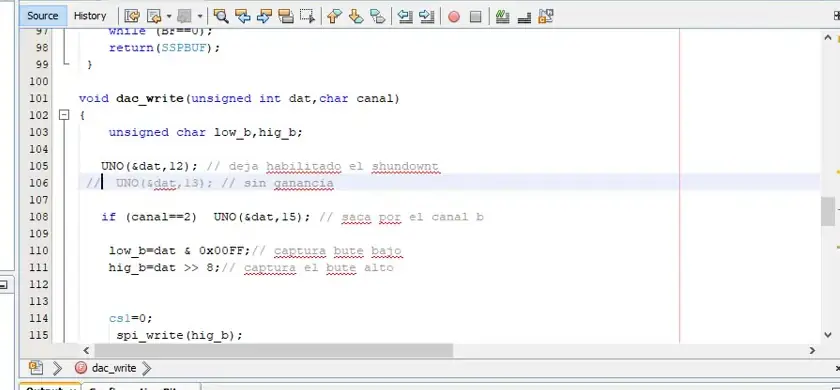 Source History
97 while (BF==0);
98 return(SSPBUF);
99 }
100
101 void dac_write(unsigned int dat,char canal)
102 {
103 unsigned char low_b,hig_b;
104
105 UNO(&dat,12); // deja habilitado el shundownt
106 // UNO(&dat,13); // sin ganancia
107
108 if (canal==2) UNO(&dat,15); // saca por el canal b
109
110 low_b=dat & 0x00FF;// captura bute bajo
111 hig_b=dat >> 8;// captura el bute alto
112
113
114 cs1=0;
115 spi_write(hig_b);
dac_write